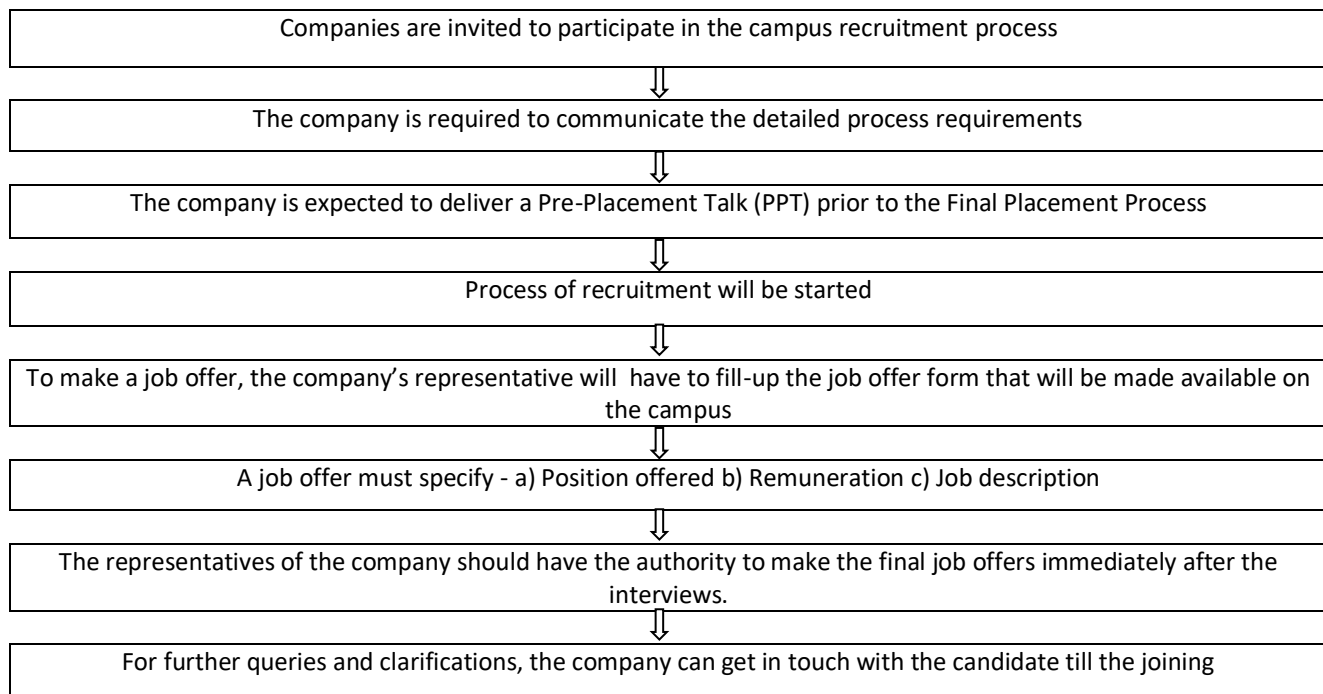 Companies are invited to participate in the campus recruitment process
The company is required to communicate the detailed process requirements
The company is expected to deliver a Pre-Placement Talk (PPT) prior to the Final Placement Process
Process of recruitment will be started
To make a job offer, the company’s representative will  have to fill-up the job offer form that will be made available on
the campus
A job offer must specify - a) Position offered b) Remuneration c) Job description
The representatives of the company should have the authority to make the final job offers immediately after the
interviews.
For further queries and clarifications, the company can get in touch with the candidate till the joining